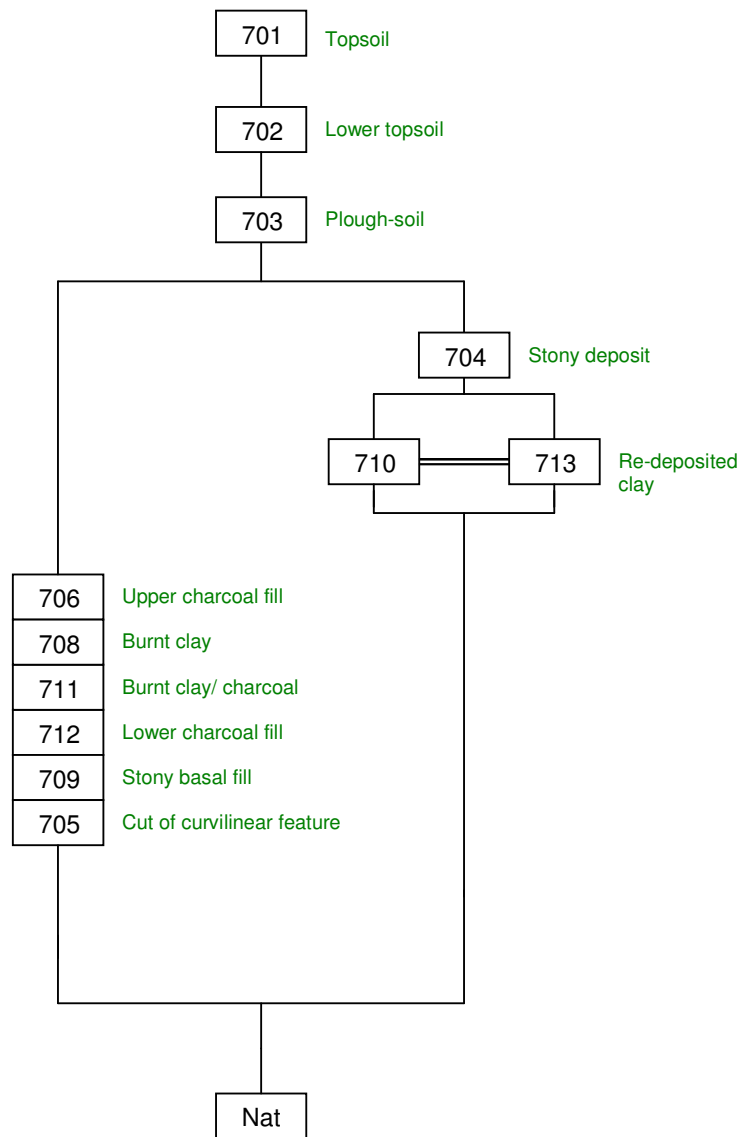 701 Topsoil
702 Lower topsoil
703 Plough-soil
704 Stony deposit
710 713 Re-deposited
clay
706 Upper charcoal fill
708 Burnt clay
711 Burnt clay/ charcoal
712 Lower charcoal fill
709 Stony basal fill
705 Cut of curvilinear feature
Nat